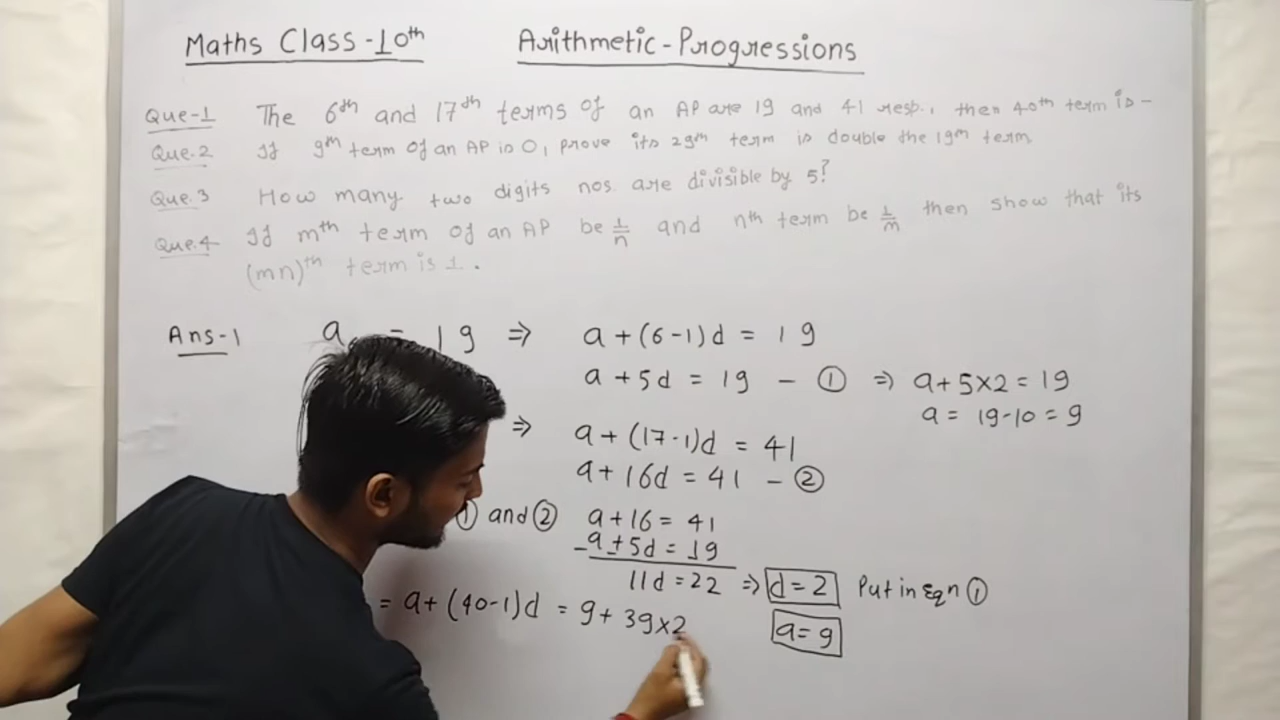 Maths Class-10th Arithmetic-Progressions
Que-1 The 6th and 17th terms of an AP are 19 and 41 resp., then 40th term is -
Que.2 If 9th term of an AP is 0, prove its 29th term is double the 19th term
Que.3 How many two digits nos are divisible by 5?
Que.4 If mth term of an AP be 1/n and nth term be 1/m then show that its
(mn)th term is 1.
Ans-1 a = 19 ⇒ a+(6-1)d = 19
a+5d = 19 - ① ⇒ a+5×2=19
a= 19-10=9
⇒ a+(17-1)d = 41
a+16d = 41 - ②
① and ② a+16 = 41
-a+5d = 19
11d=22 ⇒ d=2 Put in Eqn ①
= a+(40-1)d = 9+39×2
a=9